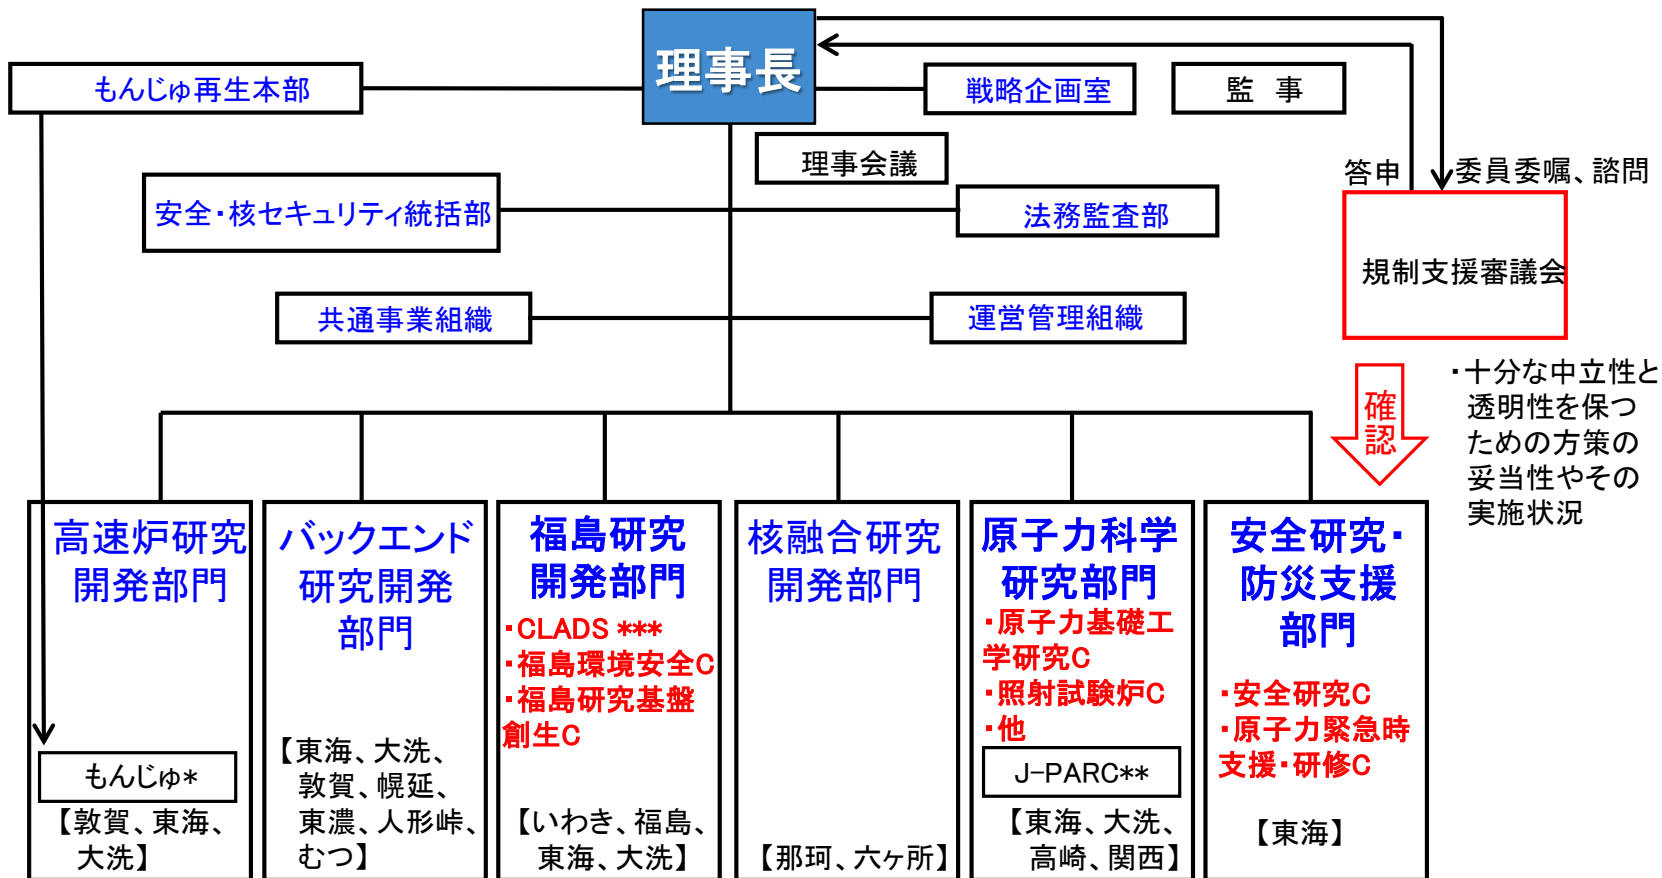 理事長
もんじゅ再生本部
戦略企画室
監　事
理事会議
答申
委員委嘱、諮問
安全・核セキュリティ統括部
法務監査部
規制支援審議会
共通事業組織
運営管理組織
確認
・十分な中立性と
透明性を保つ
ための方策の
妥当性やその
実施状況
高速炉研究
開発部門
もんじゅ*
【敦賀、東海、
大洗】
バックエンド
研究開発
部門
【東海、大洗、
敦賀、幌延、
東濃、人形峠、
むつ】
福島研究
開発部門
・CLADS ***
・福島環境安全C
・福島研究基盤
創生C
【いわき、福島、
東海、大洗】
核融合研究
開発部門
【那珂、六ヶ所】
原子力科学
研究部門
・原子力基礎工
学研究C
・照射試験炉C
・他
J-PARC**
【東海、大洗、
高崎、関西】
安全研究・
防災支援
部門
・安全研究C
・原子力緊急時
支援・研修C
【東海】